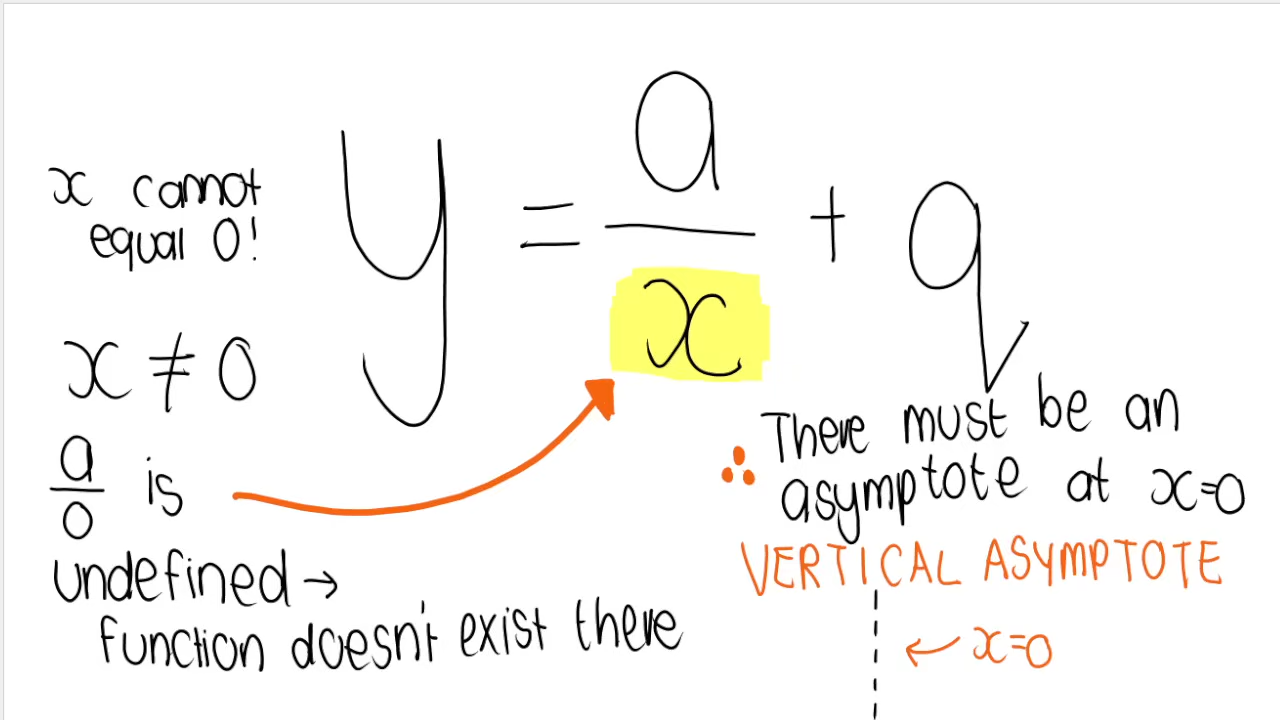 y = a/x + q
x cannot
equal 0!
x ≠ 0
a/0 is
undefined →
function doesn't exist there
∴ There must be an
asymptote at x=0
VERTICAL ASYMPTOTE
← x=0